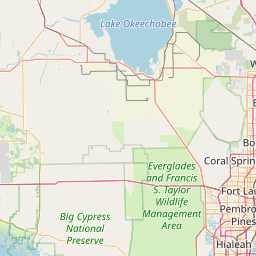 Lake Okeechobee
W
Bo
Coral Sprin
Everglades
and Francis
S. Taylor
Wildlife
Management
Area
Fort Lau
Pembro
Pines
Hialeah
Big Cypress
National
Preserve